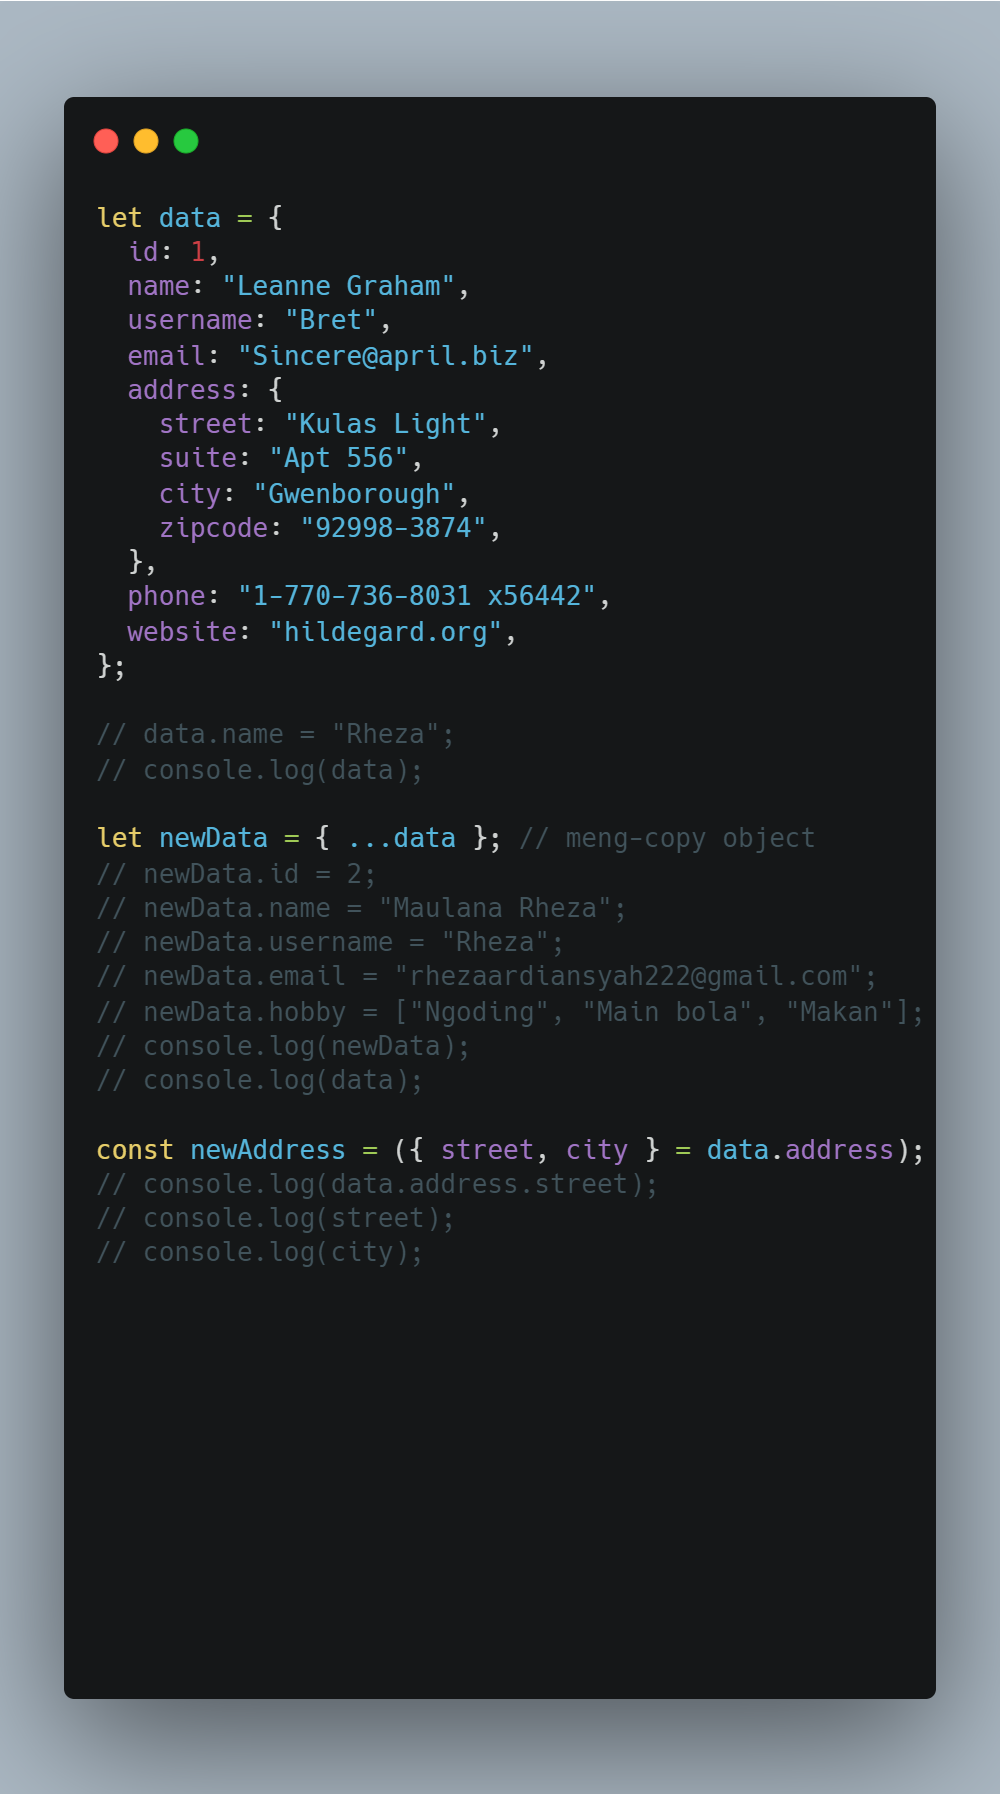 let data = {
  id: 1,
  name: "Leanne Graham",
  username: "Bret",
  email: "Sincere@april.biz",
  address: {
    street: "Kulas Light",
    suite: "Apt 556",
    city: "Gwenborough",
    zipcode: "92998-3874",
  },
  phone: "1-770-736-8031 x56442",
  website: "hildegard.org",
};

// data.name = "Rheza";
// console.log(data);

let newData = { ...data }; // meng-copy object
// newData.id = 2;
// newData.name = "Maulana Rheza";
// newData.username = "Rheza";
// newData.email = "rhezaardiansyah222@gmail.com";
// newData.hobby = ["Ngoding", "Main bola", "Makan"];
// console.log(newData);
// console.log(data);

const newAddress = ({ street, city } = data.address);
// console.log(data.address.street);
// console.log(street);
// console.log(city);